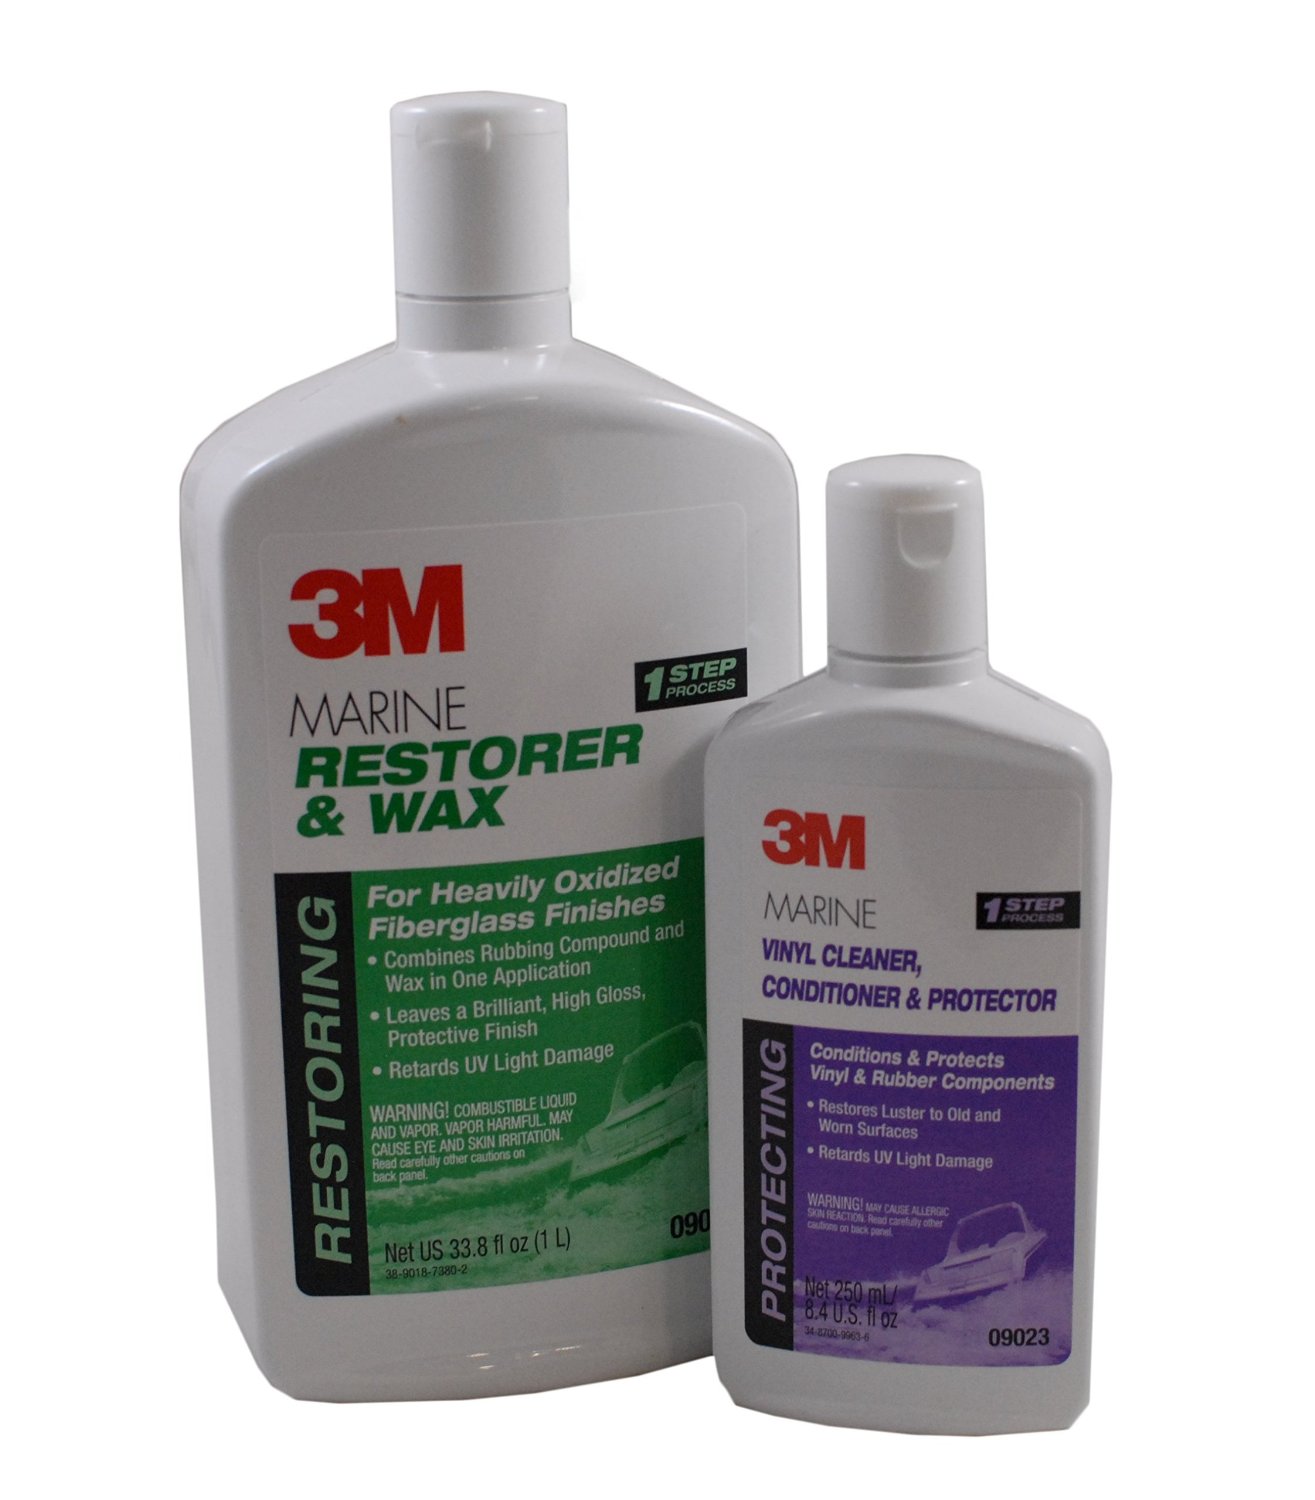 3M
MARINE
RESTORER
& WAX
1 STEP
PROCESS
RESTORING
For Heavily Oxidized
Fiberglass Finishes
• Combines Rubbing Compound and
Wax in One Application
• Leaves a Brilliant, High Gloss,
Protective Finish
• Retards UV Light Damage
WARNING! COMBUSTIBLE LIQUID
AND VAPOR. VAPOR HARMFUL. MAY
CAUSE EYE AND SKIN IRRITATION.
Read carefully other cautions on
back panel.
Net US 33.8 fl oz (1 L)
38-9018-7380-2
090
3M
MARINE
1 STEP
PROCESS
VINYL CLEANER,
CONDITIONER & PROTECTOR
PROTECTING
Conditions & Protects
Vinyl & Rubber Components
• Restores Luster to Old and
Worn Surfaces
• Retards UV Light Damage
WARNING! MAY CAUSE ALLERGIC
SKIN REACTION. Read carefully other
cautions on back panel.
Net 250 mL/
8.4 U.S. fl oz
34-8700-9963-6
09023